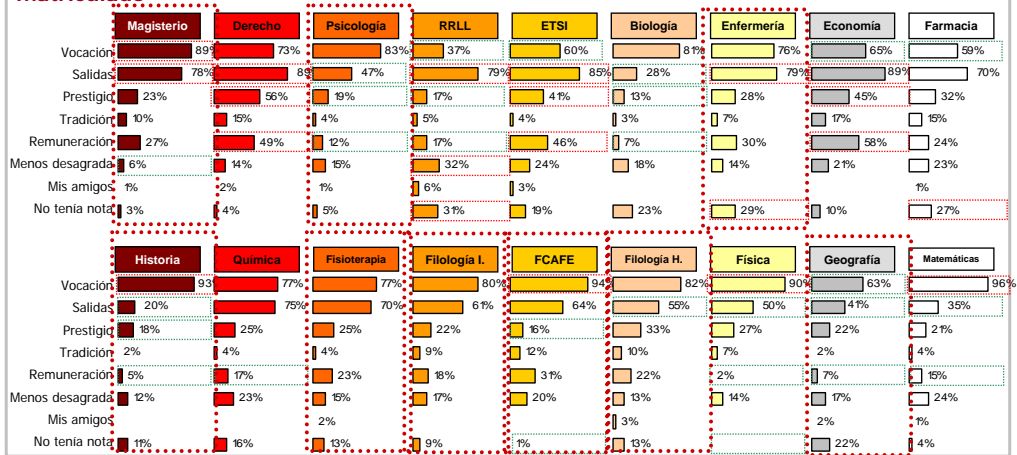 Magisterio Derecho Psicología RRLL ETSI Biología Enfermería Economía Farmacia
Vocación 89% 73% 83% 37% 60% 81% 76% 65% 59%
Salidas 78% 89% 47% 79% 85% 28% 79% 89% 70%
Prestigio 23% 56% 19% 17% 41% 13% 28% 45% 32%
Tradición 10% 15% 4% 5% 4% 3% 7% 17% 15%
Remuneración 27% 49% 12% 17% 46% 7% 30% 58% 24%
Menos desagrada 6% 14% 15% 32% 24% 18% 14% 21% 23%
Mis amigos 1% 2% 1% 6% 3% 1%
No tenía nota 3% 4% 5% 31% 19% 23% 29% 10% 27%
Historia Química Fisioterapia Filología I. FCAFE Filología H. Física Geografía Matemáticas
Vocación 93% 77% 77% 80% 94% 82% 90% 63% 96%
Salidas 20% 75% 70% 61% 64% 55% 50% 41% 35%
Prestigio 18% 25% 25% 22% 16% 33% 27% 22% 21%
Tradición 2% 4% 4% 9% 12% 10% 7% 2% 4%
Remuneración 5% 17% 23% 18% 31% 22% 2% 7% 15%
Menos desagrada 12% 23% 15% 17% 20% 13% 14% 17% 24%
Mis amigos 2% 3% 2% 1%
No tenía nota 11% 16% 13% 9% 1% 13% 22% 4%